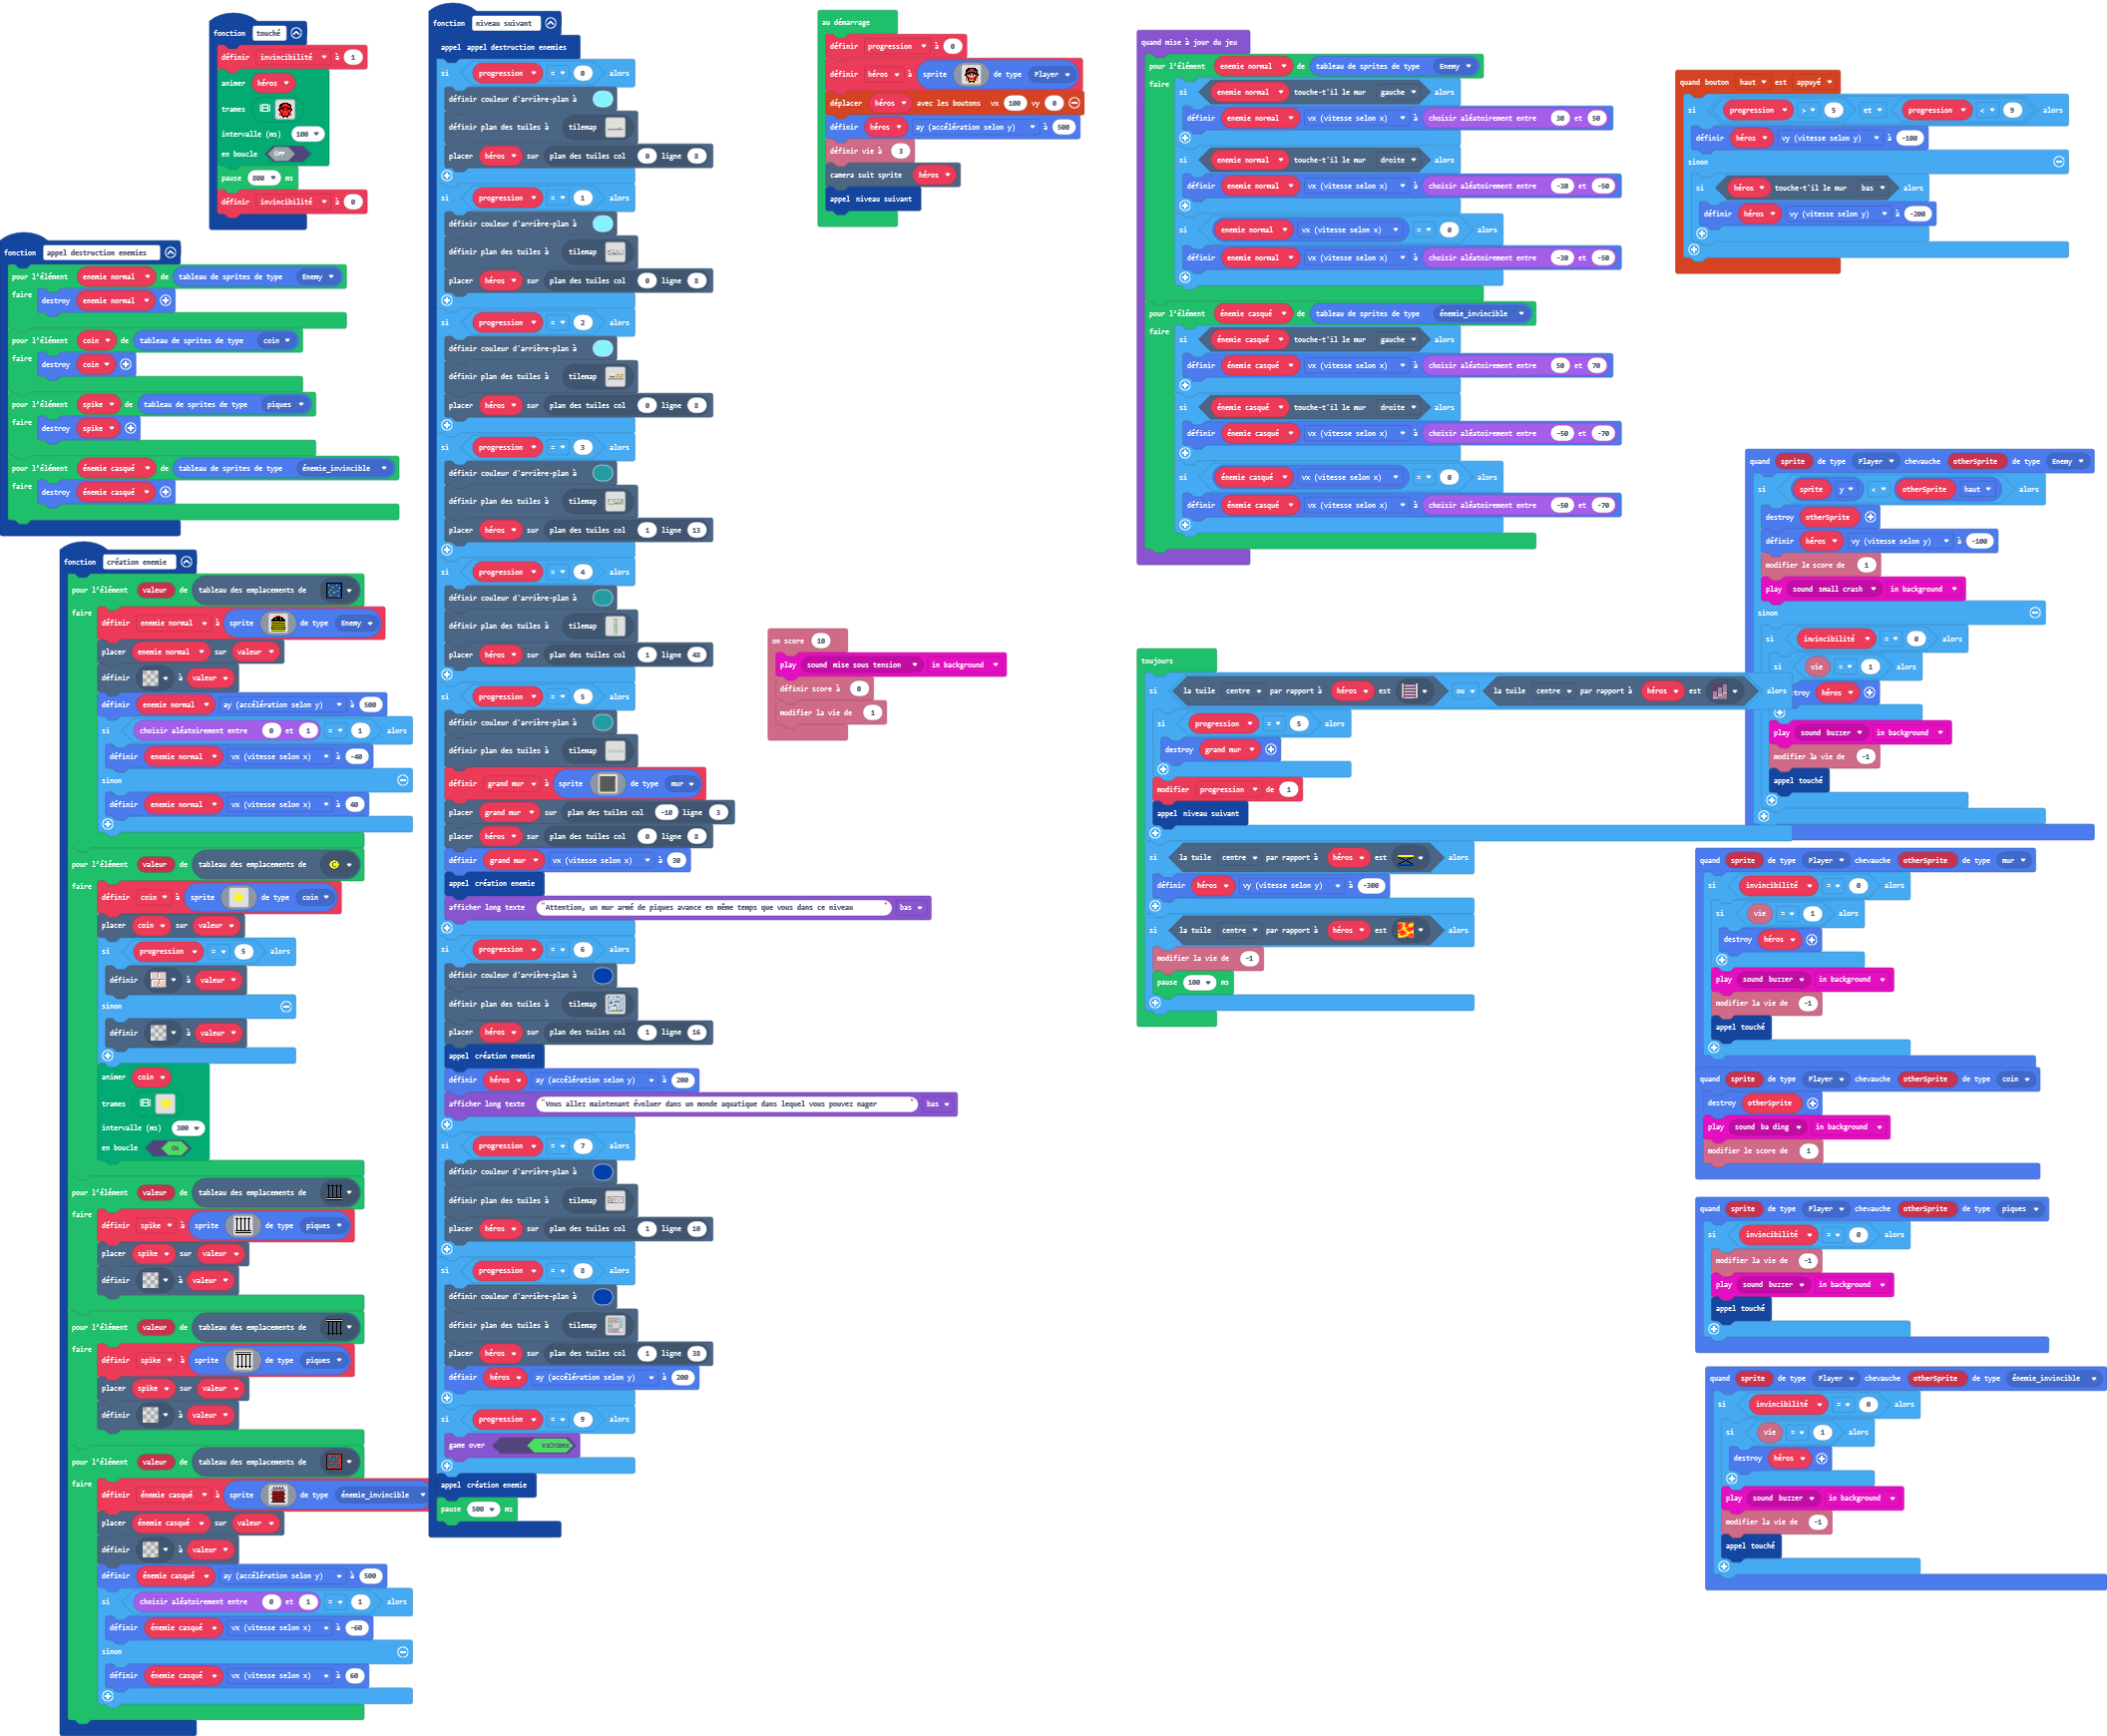 fonction touché
définir invincibilité à 1
animer héros
trames
intervalle (ms) 100
en boucle OFF
pause 800 ms
définir invincibilité à 0
fonction appel destruction enemies
pour l'élément enemie normal de tableau de sprites de type Enemy
faire destroy enemie normal
pour l'élément coin de tableau de sprites de type coin
faire destroy coin
pour l'élément spike de tableau de sprites de type piques
faire destroy spike
pour l'élément énemie casqué de tableau de sprites de type énemie_invincible
faire destroy énemie casqué
fonction création enemie
pour l'élément valeur de tableau des emplacements de
faire définir enemie normal à sprite de type Enemy
placer enemie normal sur valeur
définir à valeur
définir enemie normal ay (accélération selon y) à 500
si choisir aléatoirement entre 0 et 1 = 1 alors
définir enemie normal vx (vitesse selon x) à -40
sinon
définir enemie normal vx (vitesse selon x) à 40
pour l'élément valeur de tableau des emplacements de
faire définir coin à sprite de type coin
placer coin sur valeur
si progression = 5 alors
définir à valeur
sinon
définir à valeur
animer coin
trames
intervalle (ms) 300
en boucle ON
pour l'élément valeur de tableau des emplacements de
faire définir spike à sprite de type piques
placer spike sur valeur
définir à valeur
pour l'élément valeur de tableau des emplacements de
faire définir spike à sprite de type piques
placer spike sur valeur
définir à valeur
pour l'élément valeur de tableau des emplacements de
faire définir énemie casqué à sprite de type énemie_invincible
placer énemie casqué sur valeur
définir à valeur
définir énemie casqué ay (accélération selon y) à 500
si choisir aléatoirement entre 0 et 1 = 1 alors
définir énemie casqué vx (vitesse selon x) à -60
sinon
définir énemie casqué vx (vitesse selon x) à 60
fonction niveau suivant
appel appel destruction enemies
si progression = 0 alors
définir couleur d'arrière-plan à
définir plan des tuiles à tilemap
placer héros sur plan des tuiles col 0 ligne 8
si progression = 1 alors
définir couleur d'arrière-plan à
définir plan des tuiles à tilemap
placer héros sur plan des tuiles col 0 ligne 8
si progression = 2 alors
définir couleur d'arrière-plan à
définir plan des tuiles à tilemap
placer héros sur plan des tuiles col 0 ligne 8
si progression = 3 alors
définir couleur d'arrière-plan à
définir plan des tuiles à tilemap
placer héros sur plan des tuiles col 1 ligne 13
si progression = 4 alors
définir couleur d'arrière-plan à
définir plan des tuiles à tilemap
placer héros sur plan des tuiles col 1 ligne 48
si progression = 5 alors
définir couleur d'arrière-plan à
définir plan des tuiles à tilemap
définir grand mur à sprite de type mur
placer grand mur sur plan des tuiles col -10 ligne 3
placer héros sur plan des tuiles col 0 ligne 8
définir grand mur vx (vitesse selon x) à 30
appel création enemie
afficher long texte "Attention, un mur armé de piques avance en même temps que vous dans ce niveau" bas
si progression = 6 alors
définir couleur d'arrière-plan à
définir plan des tuiles à tilemap
placer héros sur plan des tuiles col 1 ligne 16
appel création enemie
définir héros ay (accélération selon y) à 200
afficher long texte "Vous allez maintenant évoluer dans un monde aquatique dans lequel vous pouvez nager" bas
si progression = 7 alors
définir couleur d'arrière-plan à
définir plan des tuiles à tilemap
placer héros sur plan des tuiles col 1 ligne 10
si progression = 8 alors
définir couleur d'arrière-plan à
définir plan des tuiles à tilemap
placer héros sur plan des tuiles col 1 ligne 38
définir héros ay (accélération selon y) à 200
si progression = 9 alors
game over VICTOIRE
appel création enemie
pause 500 ms
au démarrage
définir progression à 0
définir héros à sprite de type Player
déplacer héros avec les boutons vx 100 vy 0
définir héros ay (accélération selon y) à 500
définir vie à 3
camera suit sprite héros
appel niveau suivant
on score 10
play sound mise sous tension in background
définir score à 0
modifier la vie de 1
quand mise à jour du jeu
pour l'élément enemie normal de tableau de sprites de type Enemy
faire si enemie normal touche-t'il le mur gauche alors
définir enemie normal vx (vitesse selon x) à choisir aléatoirement entre 30 et 50
si enemie normal touche-t'il le mur droite alors
définir enemie normal vx (vitesse selon x) à choisir aléatoirement entre -30 et -50
si enemie normal vx (vitesse selon x) = 0 alors
définir enemie normal vx (vitesse selon x) à choisir aléatoirement entre -30 et -50
pour l'élément énemie casqué de tableau de sprites de type énemie_invincible
faire si énemie casqué touche-t'il le mur gauche alors
définir énemie casqué vx (vitesse selon x) à choisir aléatoirement entre 50 et 70
si énemie casqué touche-t'il le mur droite alors
définir énemie casqué vx (vitesse selon x) à choisir aléatoirement entre -50 et -70
si énemie casqué vx (vitesse selon x) = 0 alors
définir énemie casqué vx (vitesse selon x) à choisir aléatoirement entre -50 et -70
toujours
si la tuile centre par rapport à héros est ou la tuile centre par rapport à héros est alors
si progression = 5 alors
destroy grand mur
modifier progression de 1
appel niveau suivant
si la tuile centre par rapport à héros est alors
définir héros vy (vitesse selon y) à -300
si la tuile centre par rapport à héros est alors
modifier la vie de -1
pause 100 ms
quand bouton haut est appuyé
si progression > 5 et progression < 9 alors
définir héros vy (vitesse selon y) à -100
sinon
si héros touche-t'il le mur bas alors
définir héros vy (vitesse selon y) à -200
quand sprite de type Player chevauche otherSprite de type Enemy
si sprite y < otherSprite haut alors
destroy otherSprite
définir héros vy (vitesse selon y) à -100
modifier le score de 1
play sound small crash in background
sinon
si invincibilité = 0 alors
si vie = 1 alors
troy héros
play sound buzzer in background
modifier la vie de -1
appel touché
quand sprite de type Player chevauche otherSprite de type mur
si invincibilité = 0 alors
si vie = 1 alors
destroy héros
play sound buzzer in background
modifier la vie de -1
appel touché
quand sprite de type Player chevauche otherSprite de type coin
destroy otherSprite
play sound ba ding in background
modifier le score de 1
quand sprite de type Player chevauche otherSprite de type piques
si invincibilité = 0 alors
modifier la vie de -1
play sound buzzer in background
appel touché
quand sprite de type Player chevauche otherSprite de type énemie_invincible
si invincibilité = 0 alors
si vie = 1 alors
destroy héros
play sound buzzer in background
modifier la vie de -1
appel touché